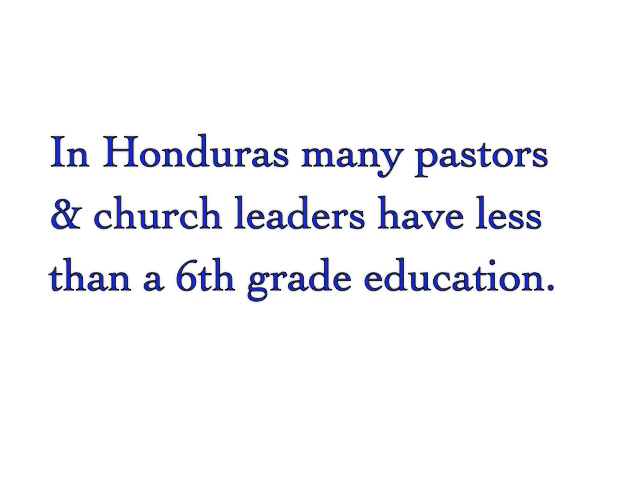 In Honduras many pastors
& church leaders have less
than a 6th grade education.